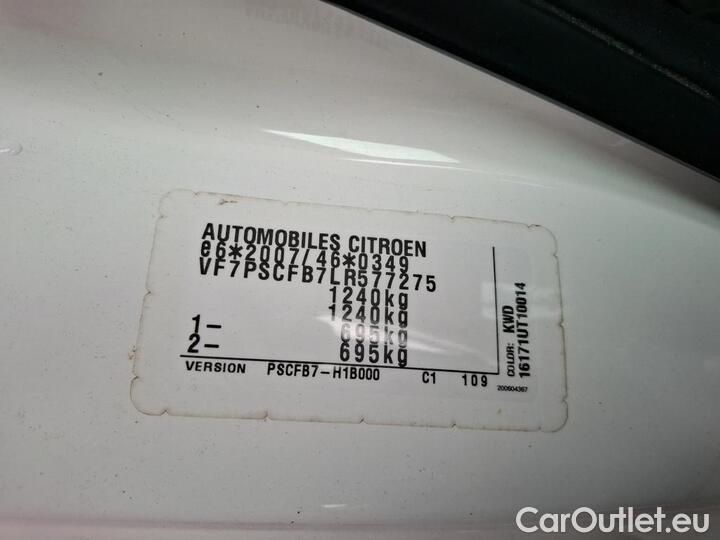 AUTOMOBILES CITROEN
e6*2007/46*0349
VF7PSCFB7LR577275
1240kg
1240kg
1- 695kg
2- 695kg
VERSION PSCFB7-H1B000 C1 109
COLOR: KWD
16171UT10014
200604367
CarOutlet.eu